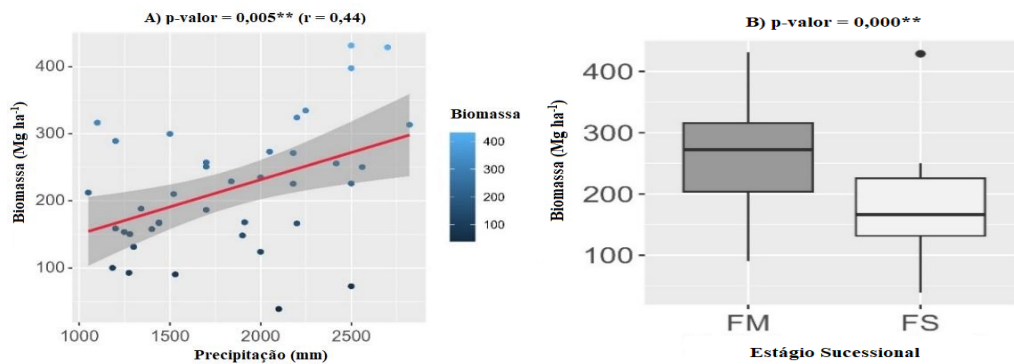 A) p-valor = 0,005** (r = 0,44)
Biomassa (Mg ha-1)
400
300
200
100
1000
1500
2000
2500
Precipitação (mm)
Biomassa
400
300
200
100
B) p-valor = 0,000**
Biomassa (Mg ha-1)
400
300
200
100
FM
FS
Estágio Sucessional